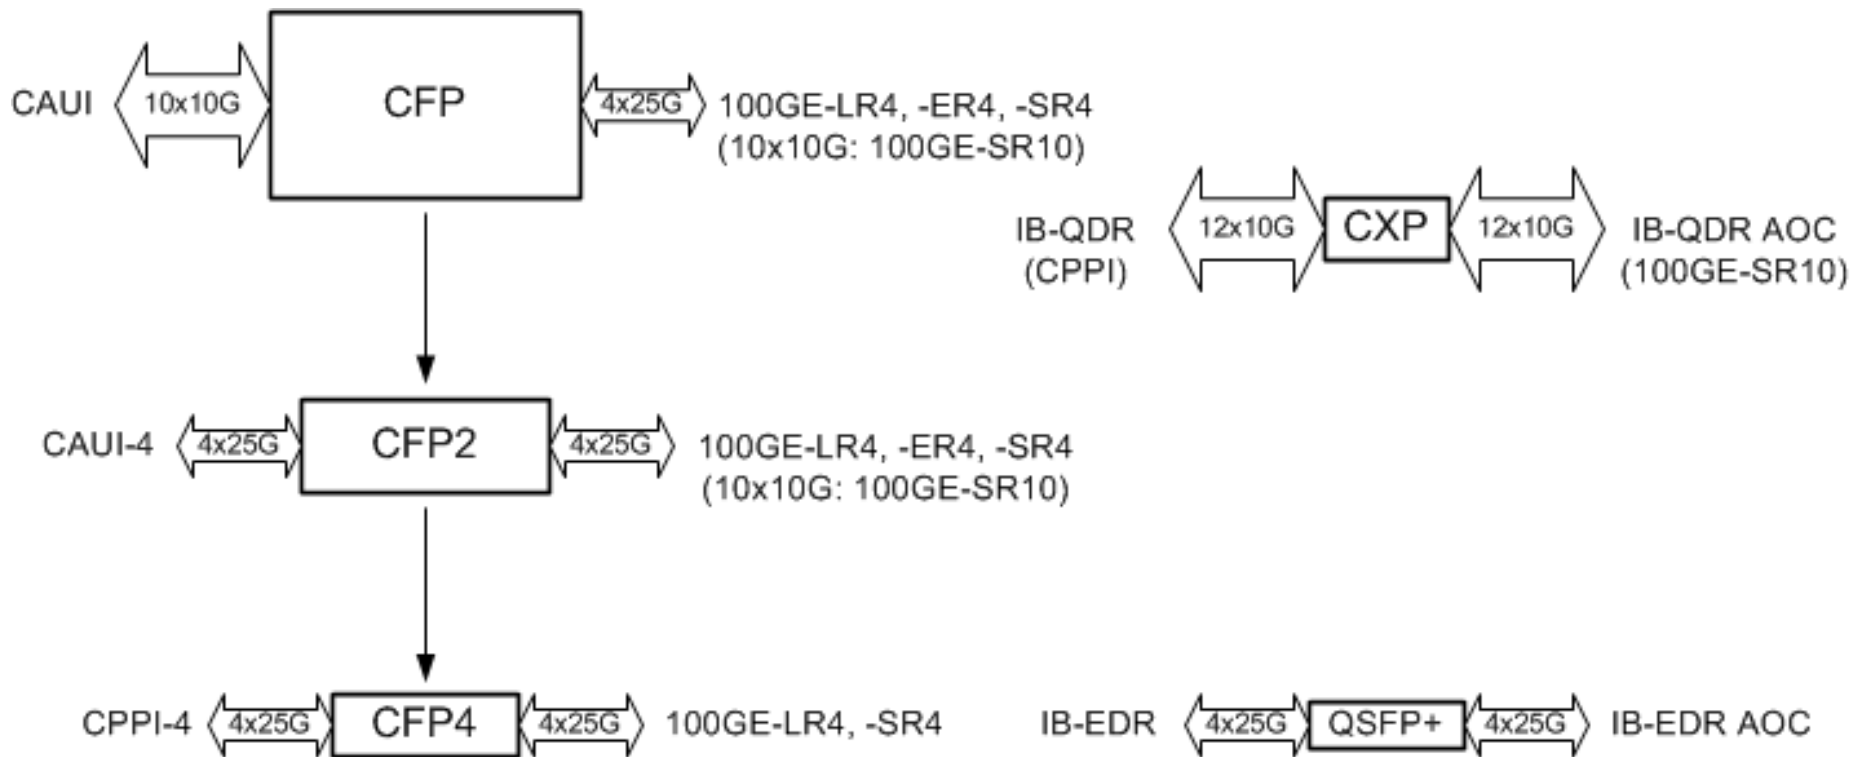 CAUI
10x10G
CFP
4x25G
100GE-LR4, -ER4, -SR4
(10x10G: 100GE-SR10)
IB-QDR
(CPPI)
12x10G
CXP
12x10G
IB-QDR AOC
(100GE-SR10)
CAUI-4
4x25G
CFP2
4x25G
100GE-LR4, -ER4, -SR4
(10x10G: 100GE-SR10)
CPPI-4
4x25G
CFP4
4x25G
100GE-LR4, -SR4
IB-EDR
4x25G
QSFP+
4x25G
IB-EDR AOC